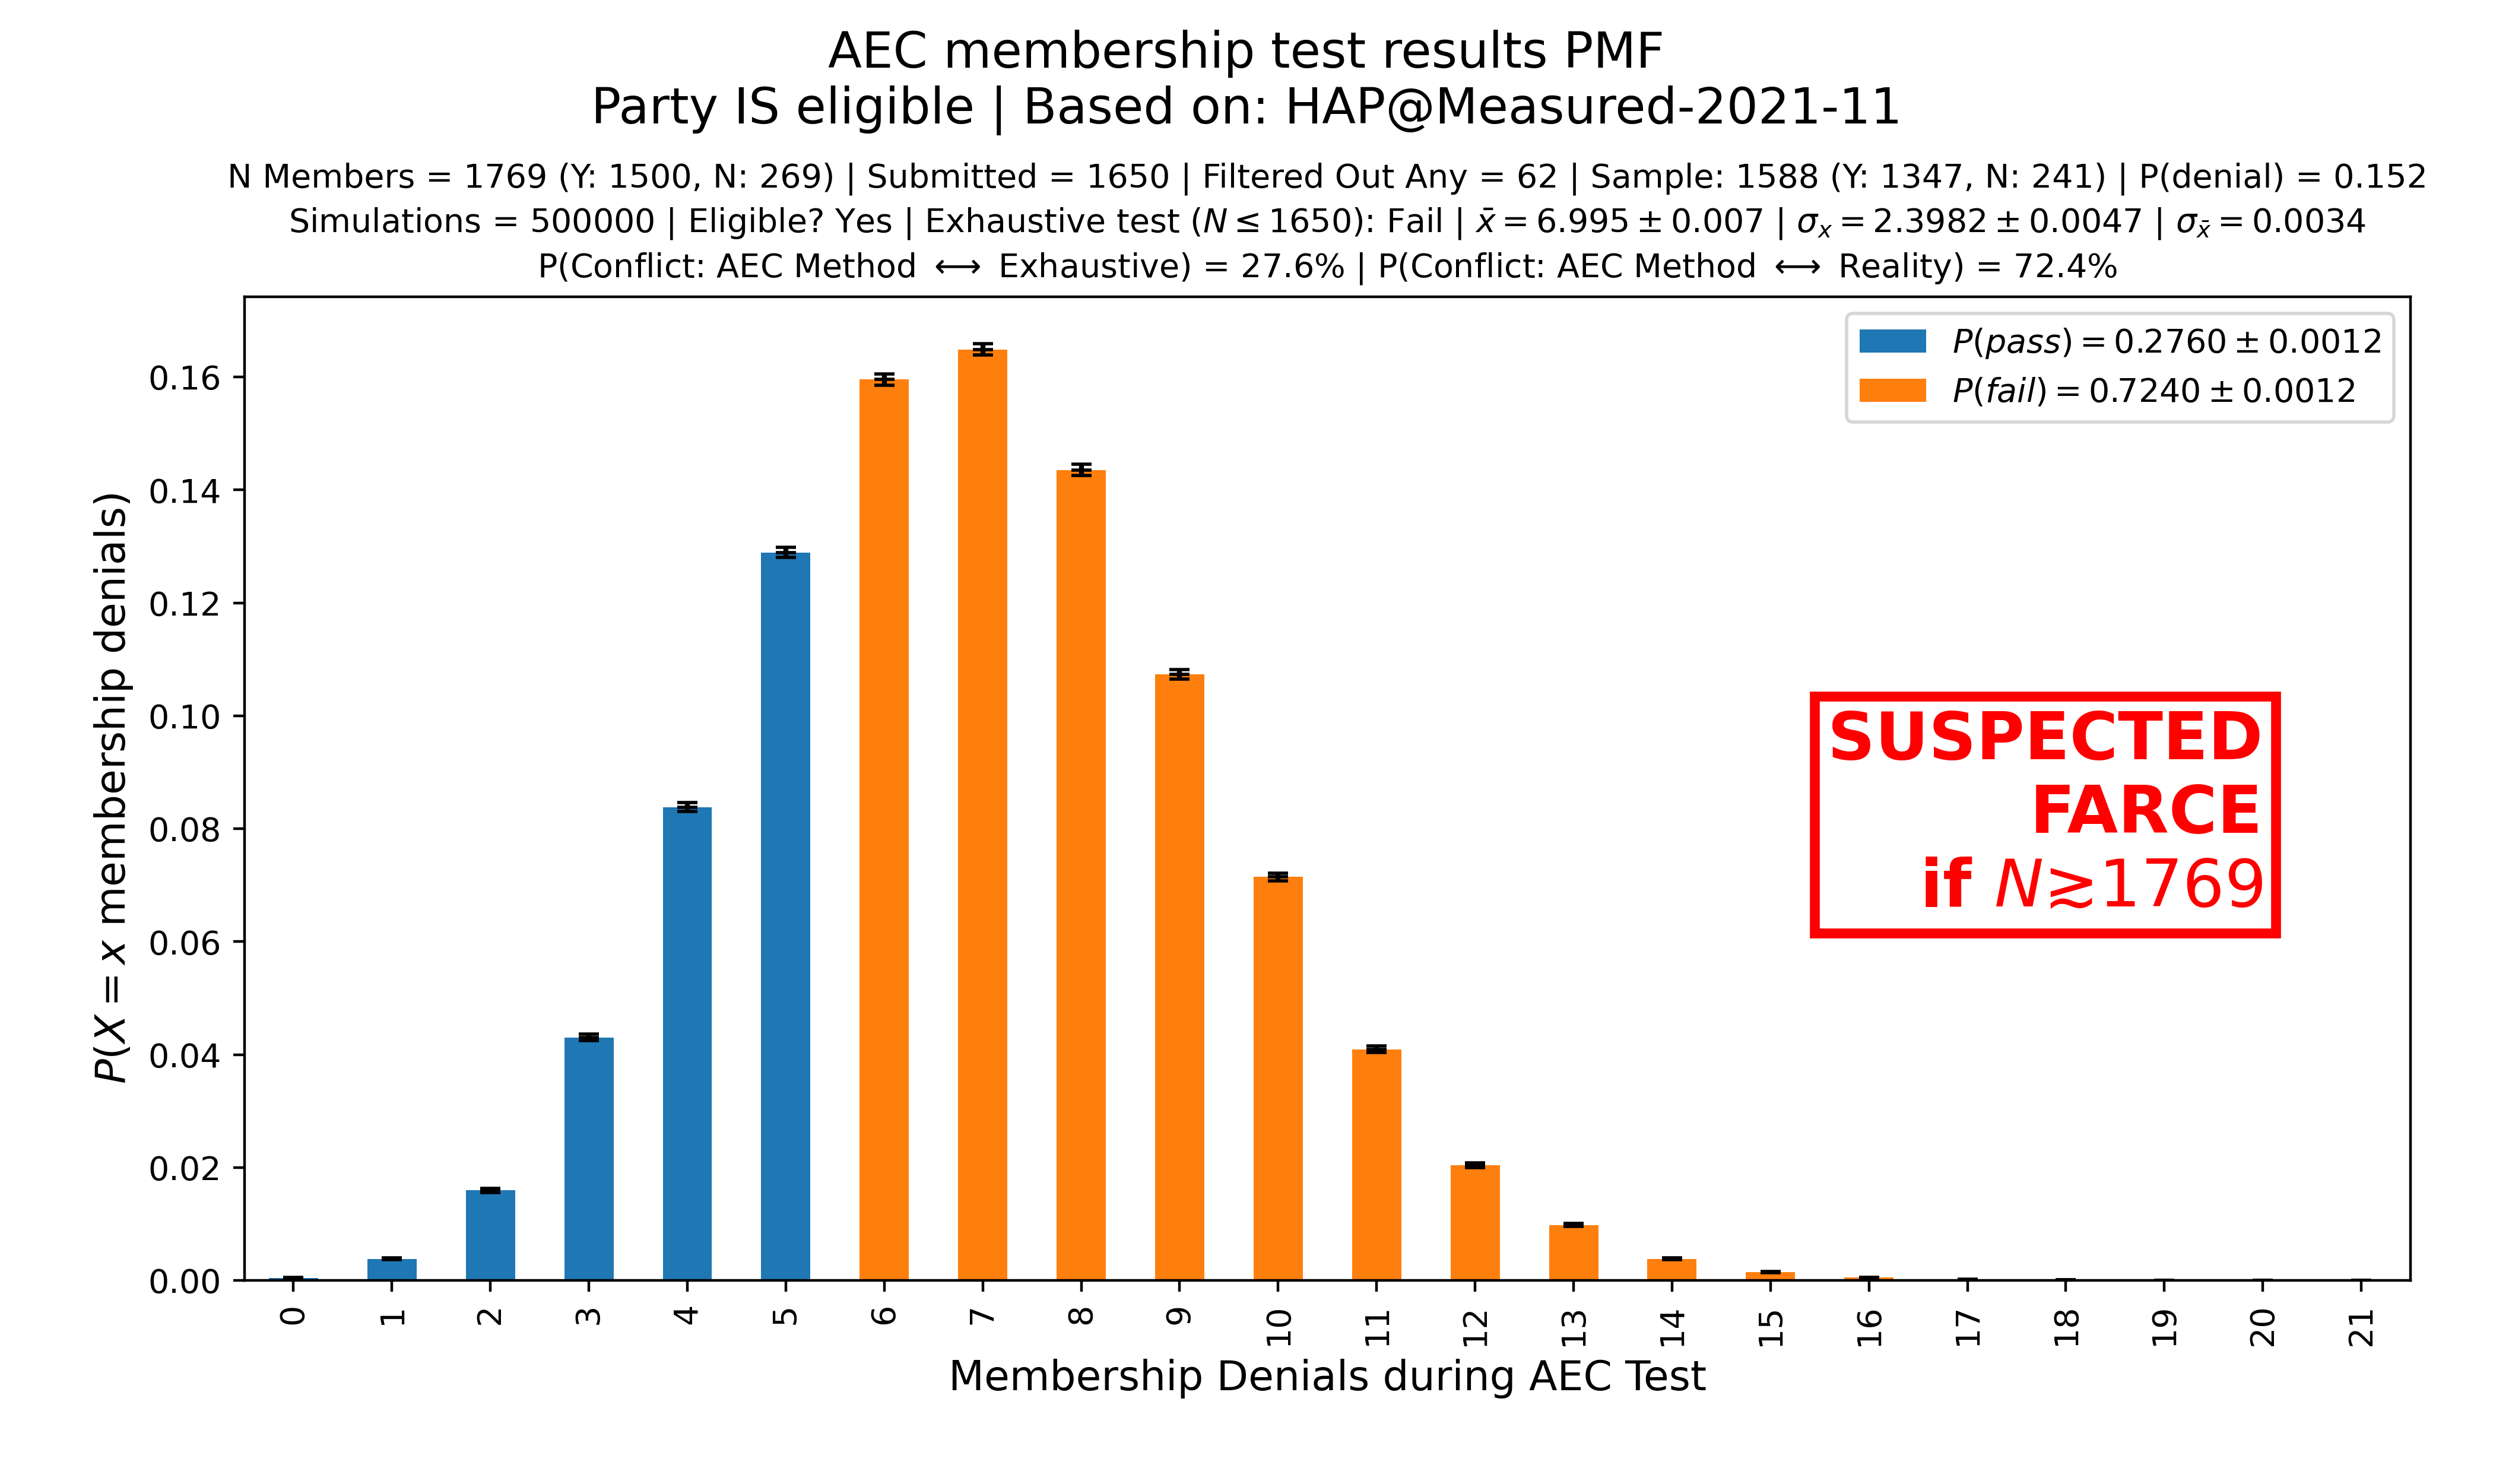 AEC membership test results PMF
Party IS eligible | Based on: HAP@Measured-2021-11
N Members = 1769 (Y: 1500, N: 269) | Submitted = 1650 | Filtered Out Any = 62 | Sample: 1588 (Y: 1347, N: 241) | P(denial) = 0.152
Simulations = 500000 | Eligible? Yes | Exhaustive test (N ≤ 1650): Fail | x̄ = 6.995 ± 0.007 | σₓ = 2.3982 ± 0.0047 | σ_x̄ = 0.0034
P(Conflict: AEC Method ⟷ Exhaustive) = 27.6% | P(Conflict: AEC Method ⟷ Reality) = 72.4%
P(pass) = 0.2760 ± 0.0012
P(fail) = 0.7240 ± 0.0012
P(X = x membership denials)
0.16
0.14
0.12
0.10
0.08
0.06
0.04
0.02
0.00
SUSPECTED
FARCE
if N⪆1769
0 1 2 3 4 5 6 7 8 9 10 11 12 13 14 15 16 17 18 19 20 21
Membership Denials during AEC Test